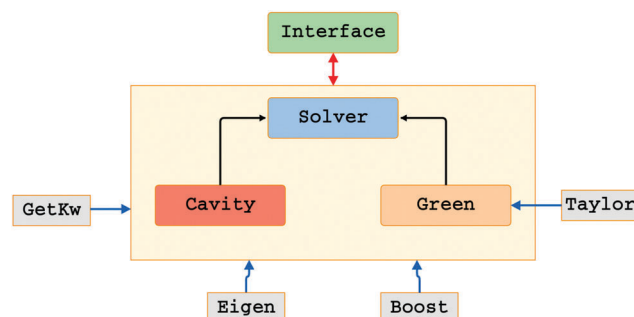 Interface
Solver
Cavity
Green
GetKw
Taylor
Eigen
Boost